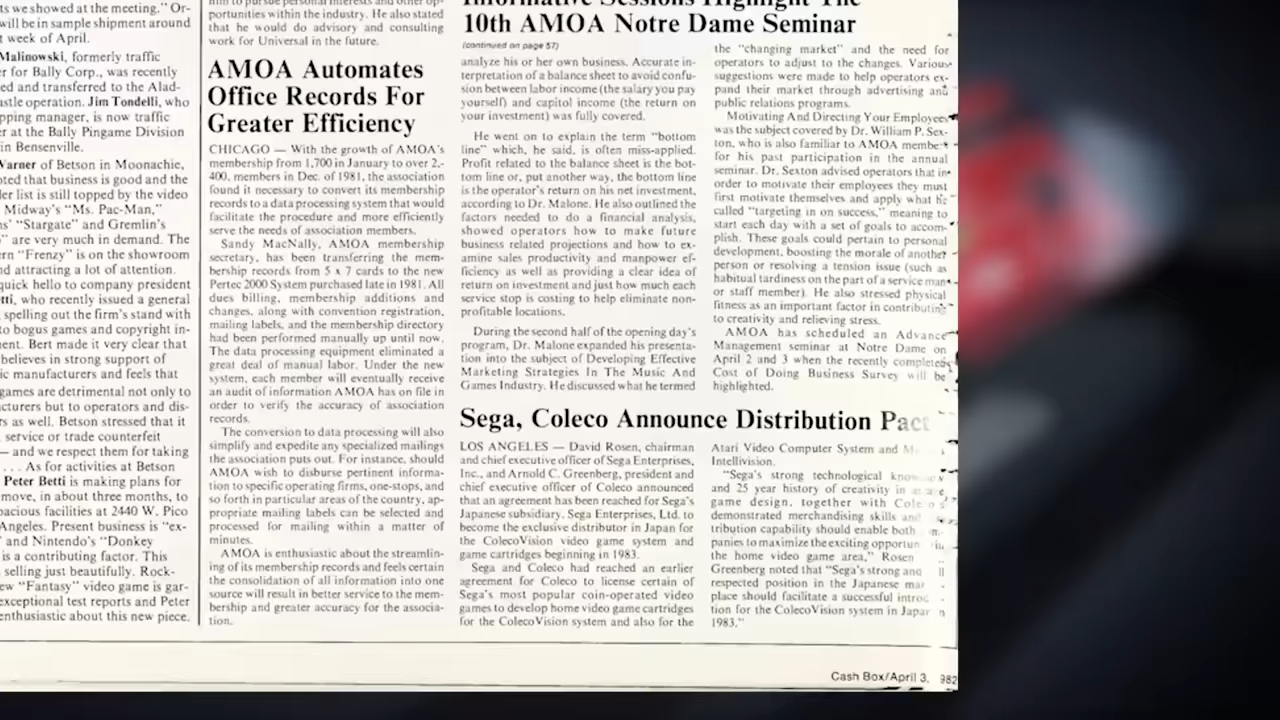 ts we showed at the meeting." Or-
will be in sample shipment around
t week of April.
Malinowski, formerly traffic
er for Bally Corp., was recently
ed and transferred to the Alad-
astle operation. Jim Tondelli, who
pping manager, is now traffic
er at the Bally Pingame Division
in Bensenville.
Varner of Betson in Moonachie,
oted that business is good and the
ler list is still topped by the video
Midway's "Ms. Pac-Man,"
ns' "Stargate" and Gremlin's
" are very much in demand. The
rn "Frenzy" is on the showroom
nd attracting a lot of attention.
quick hello to company president
tti, who recently issued a general
spelling out the firm's stand with
to bogus games and copyright in-
ent. Bert made it very clear that
believes in strong support of
ic manufacturers and feels that
games are detrimental not only to
cturers but to operators and dis-
rs as well. Betson stressed that it
service or trade counterfeit
— and we respect them for taking
. . . As for activities at Betson
Peter Betti is making plans for
move, in about three months, to
pacious facilities at 2440 W. Pico
Angeles. Present business is "ex-
' and Nintendo's "Donkey
is a contributing factor. This
selling just beautifully. Rock-
ew "Fantasy" video game is gar-
exceptional test reports and Peter
enthusiastic about this new piece.
him to pursue personal interests and other op-
portunities within the industry. He also stated
that he would do advisory and consulting
work for Universal in the future.
AMOA Automates
Office Records For
Greater Efficiency
CHICAGO — With the growth of AMOA's
membership from 1,700 in January to over 2,-
400, members in Dec. of 1981, the association
found it necessary to convert its membership
records to a data processing system that would
facilitate the procedure and more efficiently
serve the needs of association members.
Sandy MacNally, AMOA membership
secretary, has been transferring the mem-
bership records from 5 x 7 cards to the new
Pertec 2000 System purchased late in 1981. All
dues billing, membership additions and
changes, along with convention registration,
mailing labels, and the membership directory
had been performed manually up until now.
The data processing equipment eliminated a
great deal of manual labor. Under the new
system, each member will eventually receive
an audit of information AMOA has on file in
order to verify the accuracy of association
records.
The conversion to data processing will also
simplify and expedite any specialized mailings
the association puts out. For instance, should
AMOA wish to disburse pertinent informa-
tion to specific operating firms, one-stops, and
so forth in particular areas of the country, ap-
propriate mailing labels can be selected and
processed for mailing within a matter of
minutes.
AMOA is enthusiastic about the streamlin-
ing of its membership records and feels certain
the consolidation of all information into one
source will result in better service to the mem-
bership and greater accuracy for the associa-
tion.
Informative Sessions Highlight The
10th AMOA Notre Dame Seminar
(continued on page 57)
analyze his or her own business. Accurate in-
terpretation of a balance sheet to avoid confu-
sion between labor income (the salary you pay
yourself) and capitol income (the return on
your investment) was fully covered.
He went on to explain the term "bottom
line" which, he said, is often miss-applied.
Profit related to the balance sheet is the bot-
tom line or, put another way, the bottom line
is the operator's return on his net investment,
according to Dr. Malone. He also outlined the
factors needed to do a financial analysis,
showed operators how to make future
business related projections and how to ex-
amine sales productivity and manpower ef-
ficiency as well as providing a clear idea of
return on investment and just how much each
service stop is costing to help eliminate non-
profitable locations.
During the second half of the opening day's
program, Dr. Malone expanded his presenta-
tion into the subject of Developing Effective
Marketing Strategies In The Music And
Games Industry. He discussed what he termed
the "changing market" and the need for
operators to adjust to the changes. Various
suggestions were made to help operators ex-
pand their market through advertising and
public relations programs.
Motivating And Directing Your Employees
was the subject covered by Dr. William P. Sex-
ton, who is also familiar to AMOA members
for his past participation in the annual
seminar. Dr. Sexton advised operators that in
order to motivate their employees they must
first motivate themselves and apply what he
called "targeting in on success," meaning to
start each day with a set of goals to accom-
plish. These goals could pertain to personal
development, boosting the morale of another
person or resolving a tension issue (such as
habitual tardiness on the part of a service man
or staff member). He also stressed physical
fitness as an important factor in contributing
to creativity and relieving stress.
AMOA has scheduled an Advance
Management seminar at Notre Dame on
April 2 and 3 when the recently completed
Cost of Doing Business Survey will be
highlighted.
Sega, Coleco Announce Distribution Pact
LOS ANGELES — David Rosen, chairman
and chief executive officer of Sega Enterprises,
Inc., and Arnold C. Greenberg, president and
chief executive officer of Coleco announced
that an agreement has been reached for Sega's
Japanese subsidiary, Sega Enterprises, Ltd. to
become the exclusive distributor in Japan for
the ColecoVision video game system and
game cartridges beginning in 1983.
Sega and Coleco had reached an earlier
agreement for Coleco to license certain of
Sega's most popular coin-operated video
games to develop home video game cartridges
for the ColecoVision system and also for the
Atari Video Computer System and
Intellivision.
"Sega's strong technological
and 25 year history of creativity in
game design, together with
demonstrated merchandising skills and
tribution capability should enable both
panies to maximize the exciting
the home video game area," Rosen
Greenberg noted that "Sega's strong and
respected position in the Japanese
place should facilitate a successful
tion for the ColecoVision system in Japan
1983."
Cash Box/April 3, 982